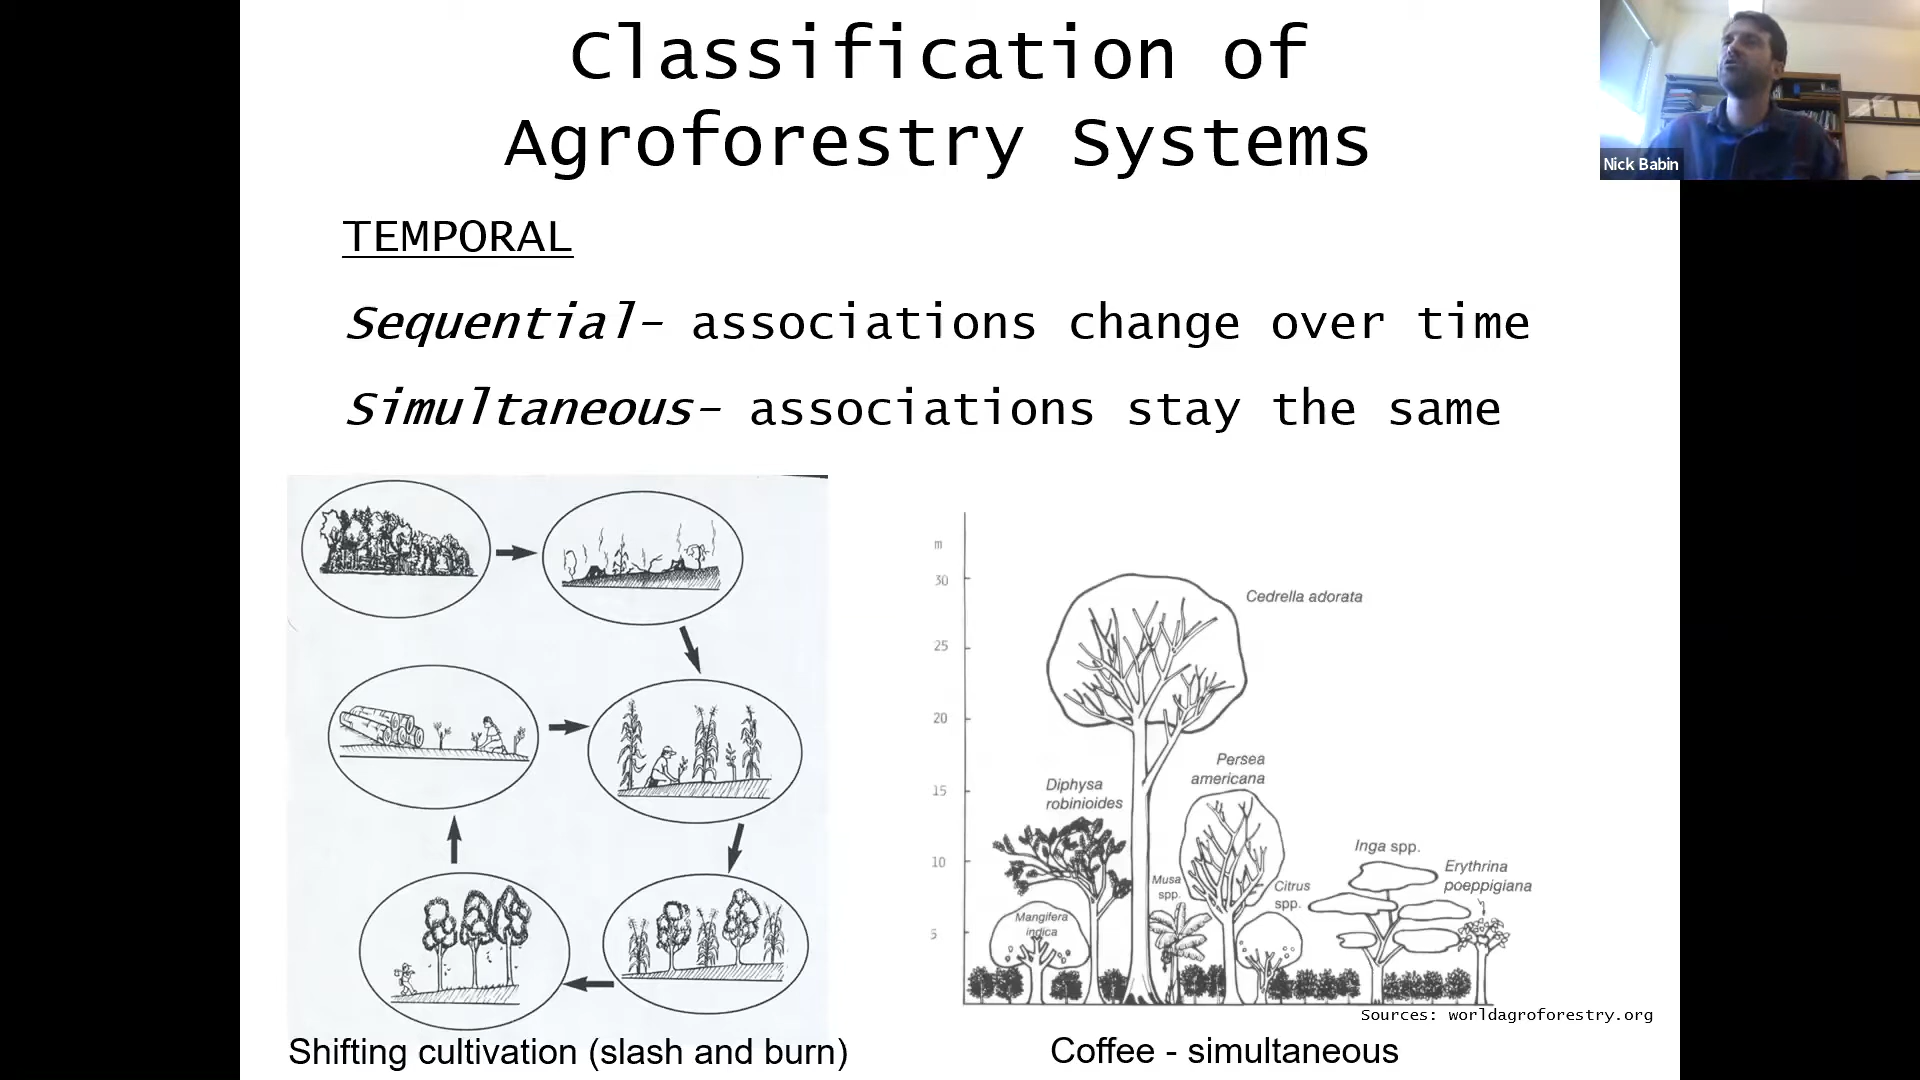 Classification of
Agroforestry Systems
Nick Babin
TEMPORAL
Sequential- associations change over time
Simultaneous- associations stay the same
m
30
25
20
15
10
5
Cedrella adorata
Persea
americana
Diphysa
robinioides
Inga spp.
Erythrina
poeppigiana
Musa
spp.
Citrus
spp.
Mangifera
indica
Sources: worldagroforestry.org
Shifting cultivation (slash and burn)
Coffee - simultaneous